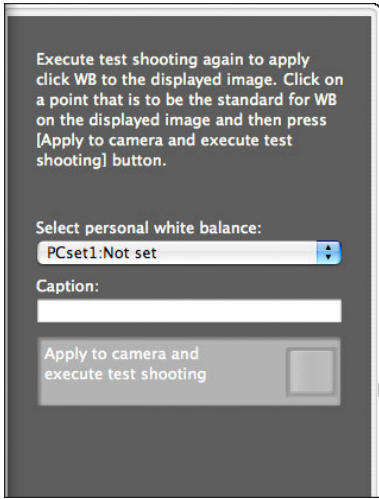 Execute test shooting again to apply
click WB to the displayed image. Click on
a point that is to be the standard for WB
on the displayed image and then press
[Apply to camera and execute test
shooting] button.
Select personal white balance:
PCset1:Not set
Caption:
Apply to camera and
execute test shooting